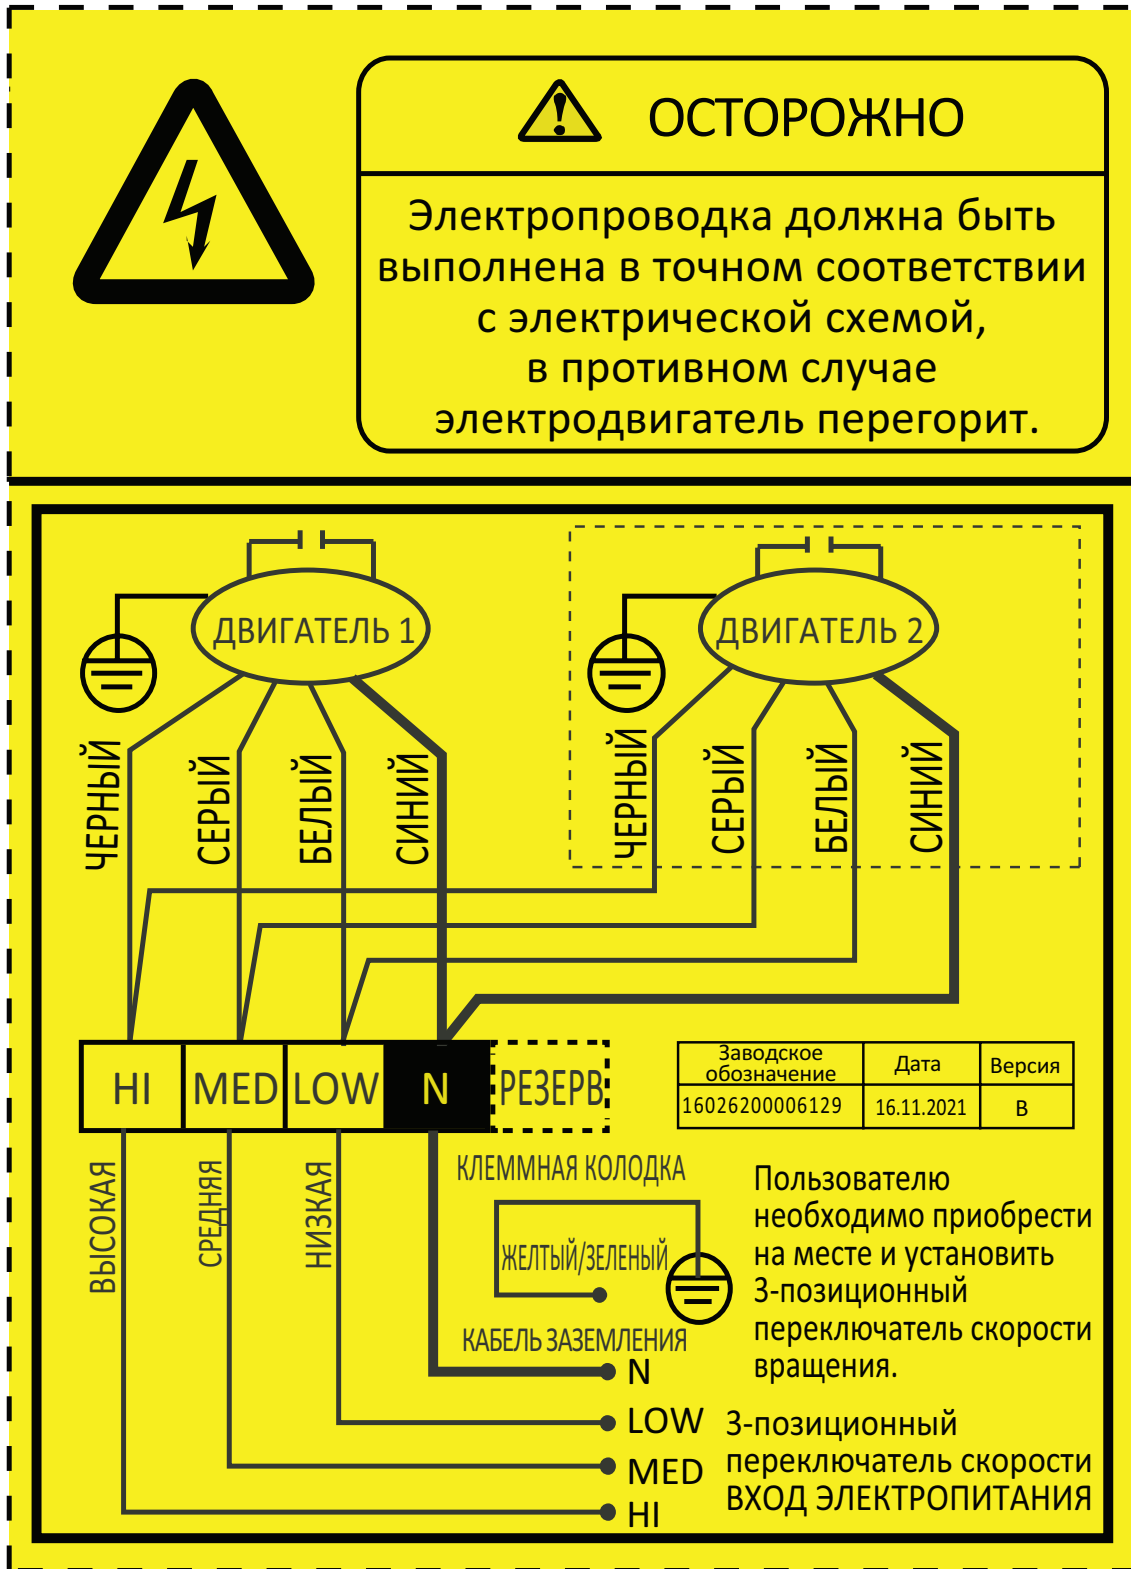 ОСТОРОЖНО
Электропроводка должна быть
выполнена в точном соответствии
с электрической схемой,
в противном случае
электродвигатель перегорит.
ДВИГАТЕЛЬ 1
ДВИГАТЕЛЬ 2
ЧЕРНЫЙ
СЕРЫЙ
БЕЛЫЙ
СИНИЙ
ЧЕРНЫЙ
СЕРЫЙ
БЕЛЫЙ
СИНИЙ
HI
MED
LOW
N
РЕЗЕРВ
Заводское
обозначение
Дата
Версия
16026200006129
16.11.2021
B
ВЫСОКАЯ
СРЕДНЯЯ
НИЗКАЯ
КЛЕММНАЯ КОЛОДКА
ЖЕЛТЫЙ/ЗЕЛЕНЫЙ
КАБЕЛЬ ЗАЗЕМЛЕНИЯ
Пользователю
необходимо приобрести
на месте и установить
3-позиционный
переключатель скорости
вращения.
N
LOW
MED
HI
3-позиционный
переключатель скорости
ВХОД ЭЛЕКТРОПИТАНИЯ